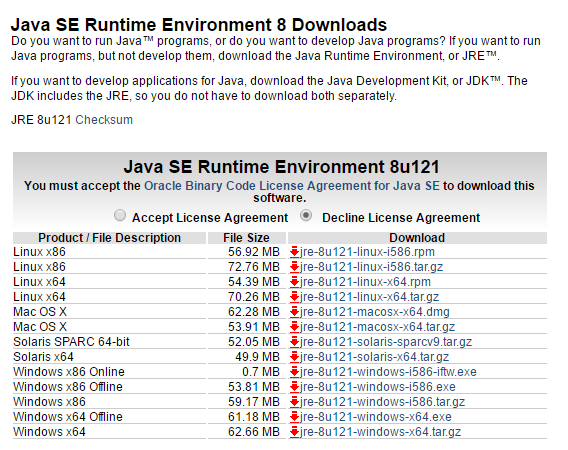 Java SE Runtime Environment 8 Downloads
Do you want to run Java™ programs, or do you want to develop Java programs? If you want to run
Java programs, but not develop them, download the Java Runtime Environment, or JRE™.
If you want to develop applications for Java, download the Java Development Kit, or JDK™. The
JDK includes the JRE, so you do not have to download both separately.
JRE 8u121 Checksum
Java SE Runtime Environment 8u121
You must accept the Oracle Binary Code License Agreement for Java SE to download this
software.
Accept License Agreement Decline License Agreement
Product / File Description File Size Download
Linux x86 56.92 MB jre-8u121-linux-i586.rpm
Linux x86 72.76 MB jre-8u121-linux-i586.tar.gz
Linux x64 54.39 MB jre-8u121-linux-x64.rpm
Linux x64 70.26 MB jre-8u121-linux-x64.tar.gz
Mac OS X 62.28 MB jre-8u121-macosx-x64.dmg
Mac OS X 53.91 MB jre-8u121-macosx-x64.tar.gz
Solaris SPARC 64-bit 52.05 MB jre-8u121-solaris-sparcv9.tar.gz
Solaris x64 49.9 MB jre-8u121-solaris-x64.tar.gz
Windows x86 Online 0.7 MB jre-8u121-windows-i586-iftw.exe
Windows x86 Offline 53.81 MB jre-8u121-windows-i586.exe
Windows x86 59.17 MB jre-8u121-windows-i586.tar.gz
Windows x64 Offline 61.18 MB jre-8u121-windows-x64.exe
Windows x64 62.66 MB jre-8u121-windows-x64.tar.gz